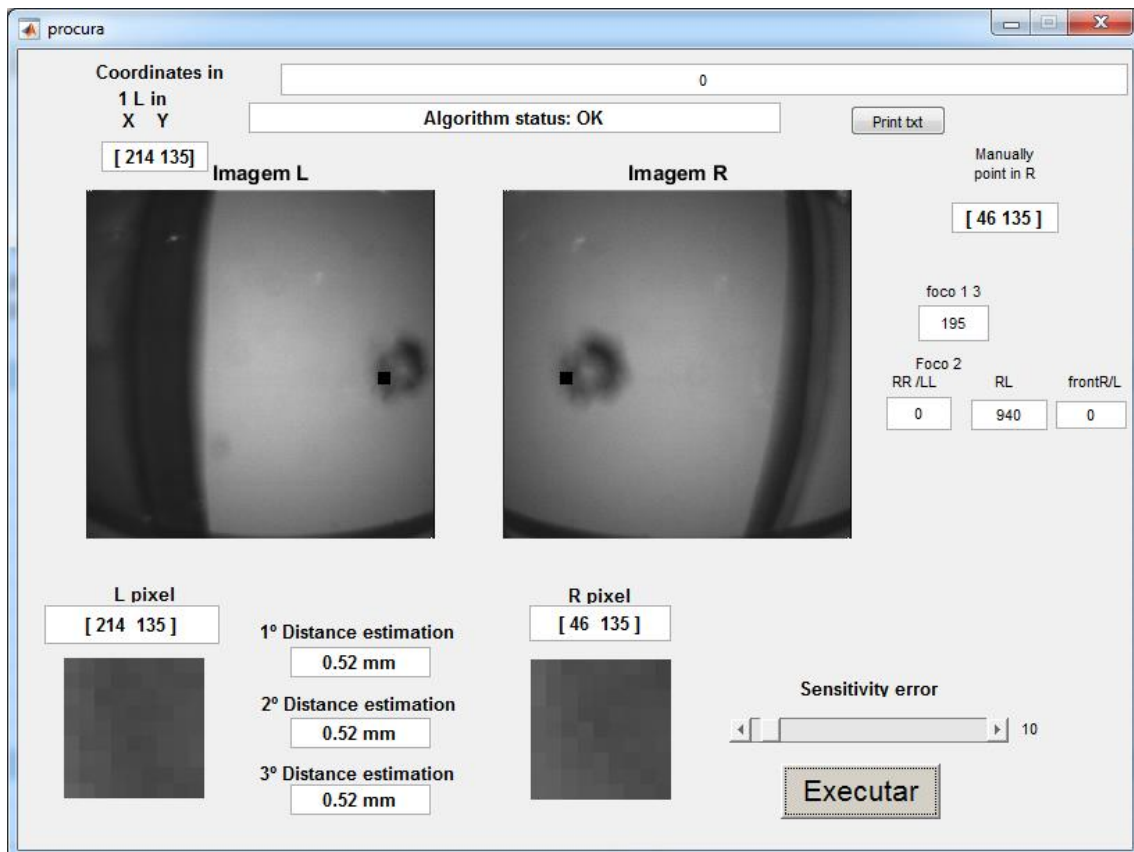 procura
Coordinates in
1 L in
X Y
[ 214 135]
0
Algorithm status: OK
Print txt
Imagem L
Imagem R
Manually
point in R
[ 46 135 ]
foco 1 3
195
Foco 2
RR /LL
RL
frontR/L
0
940
0
L pixel
[ 214 135 ]
1º Distance estimation
0.52 mm
2º Distance estimation
0.52 mm
3º Distance estimation
0.52 mm
R pixel
[ 46 135 ]
Sensitivity error
10
Executar